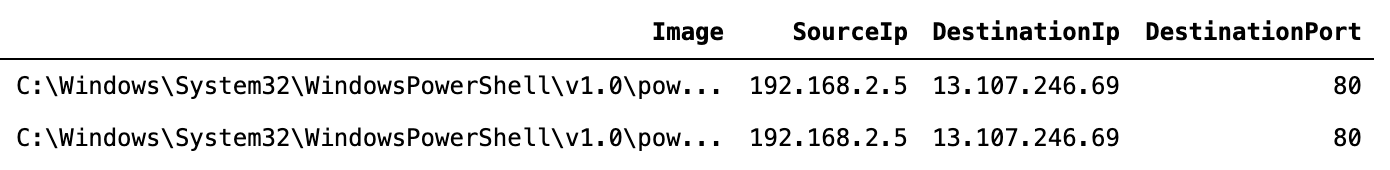 Image SourceIp DestinationIp DestinationPort
C:\Windows\System32\WindowsPowerShell\v1.0\pow... 192.168.2.5 13.107.246.69 80
C:\Windows\System32\WindowsPowerShell\v1.0\pow... 192.168.2.5 13.107.246.69 80